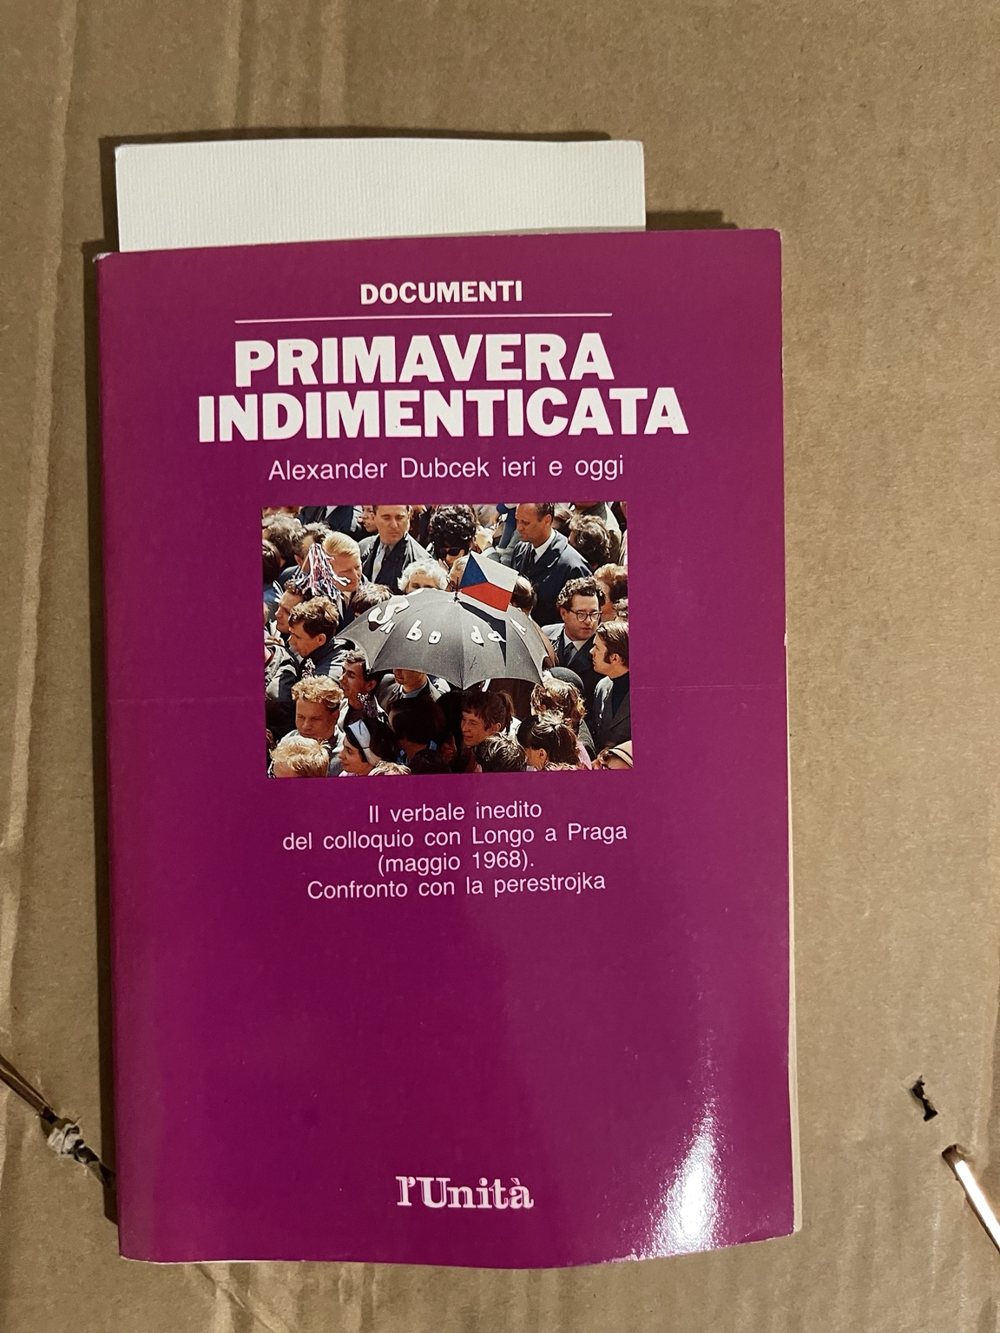 DOCUMENTI
PRIMAVERA
INDIMENTICATA
Alexander Dubcek ieri e oggi
Il verbale inedito
del colloquio con Longo a Praga
(maggio 1968).
Confronto con la perestrojka
l'Unità